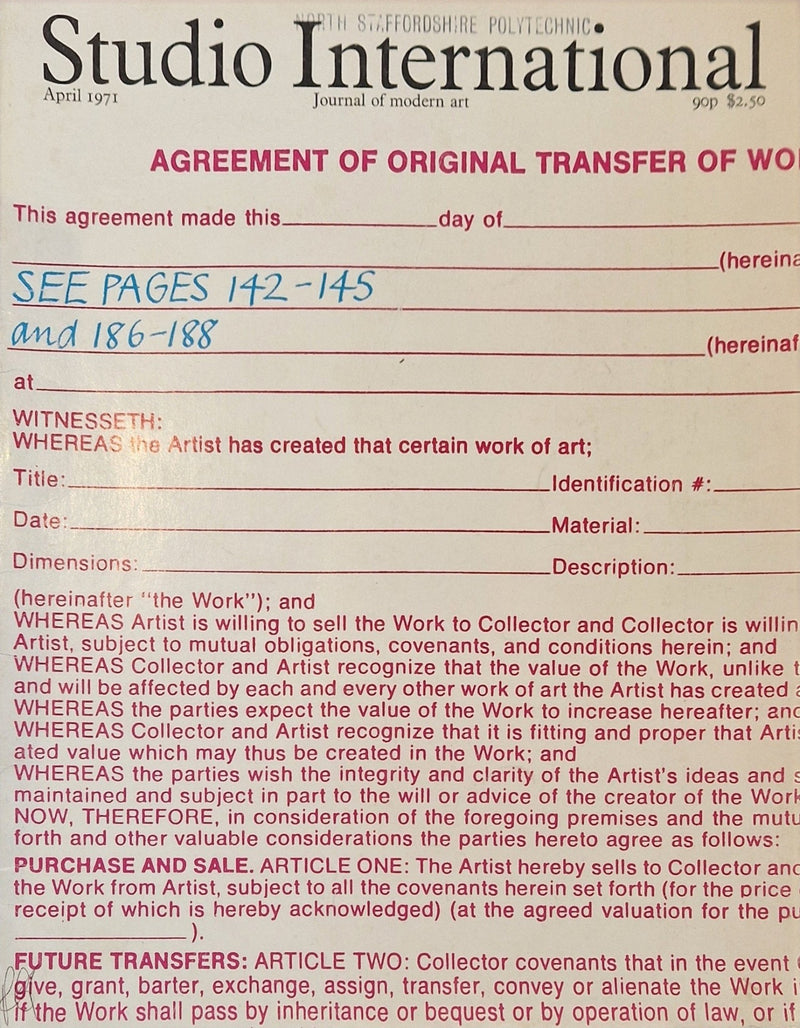 NORTH STAFFORDSHIRE POLYTECHNIC
Studio International
April 1971 Journal of modern art 90p $2.50
AGREEMENT OF ORIGINAL TRANSFER OF WO
This agreement made this day of
(hereina
SEE PAGES 142-145
and 186-188
(hereinaf
at
WITNESSETH:
WHEREAS the Artist has created that certain work of art;
Title: Identification #:
Date: Material:
Dimensions: Description:
(hereinafter "the Work"); and
WHEREAS Artist is willing to sell the Work to Collector and Collector is willin
Artist, subject to mutual obligations, covenants, and conditions herein; and
WHEREAS Collector and Artist recognize that the value of the Work, unlike t
and will be affected by each and every other work of art the Artist has created a
WHEREAS the parties expect the value of the Work to increase hereafter; and
WHEREAS Collector and Artist recognize that it is fitting and proper that Artis
ated value which may thus be created in the Work; and
WHEREAS the parties wish the integrity and clarity of the Artist's ideas and s
maintained and subject in part to the will or advice of the creator of the Work
NOW, THEREFORE, in consideration of the foregoing premises and the mutu
forth and other valuable considerations the parties hereto agree as follows:
PURCHASE AND SALE. ARTICLE ONE: The Artist hereby sells to Collector and
the Work from Artist, subject to all the covenants herein set forth (for the price
receipt of which is hereby acknowledged) (at the agreed valuation for the pu
).
FUTURE TRANSFERS: ARTICLE TWO: Collector covenants that in the event
give, grant, barter, exchange, assign, transfer, convey or alienate the Work i
if the Work shall pass by inheritance or bequest or by operation of law, or if